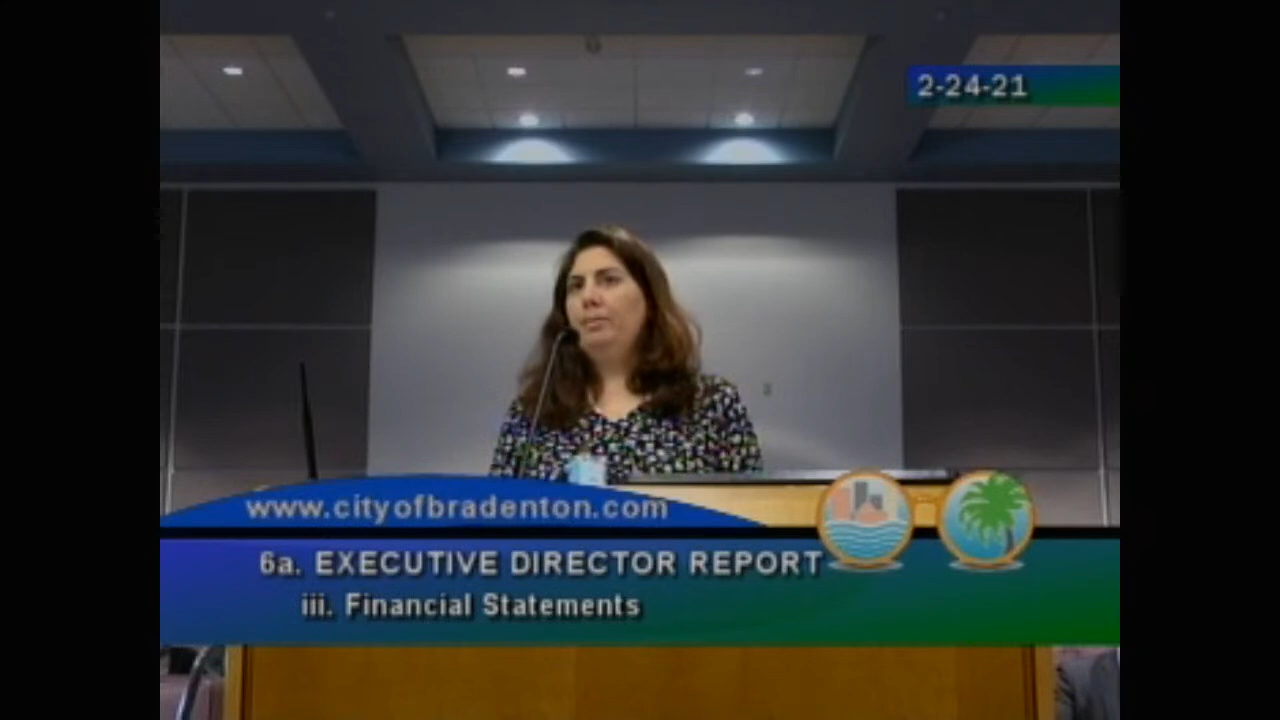 2-24-21
www.cityofbradenton.com
6a. EXECUTIVE DIRECTOR REPORT
iii. Financial Statements